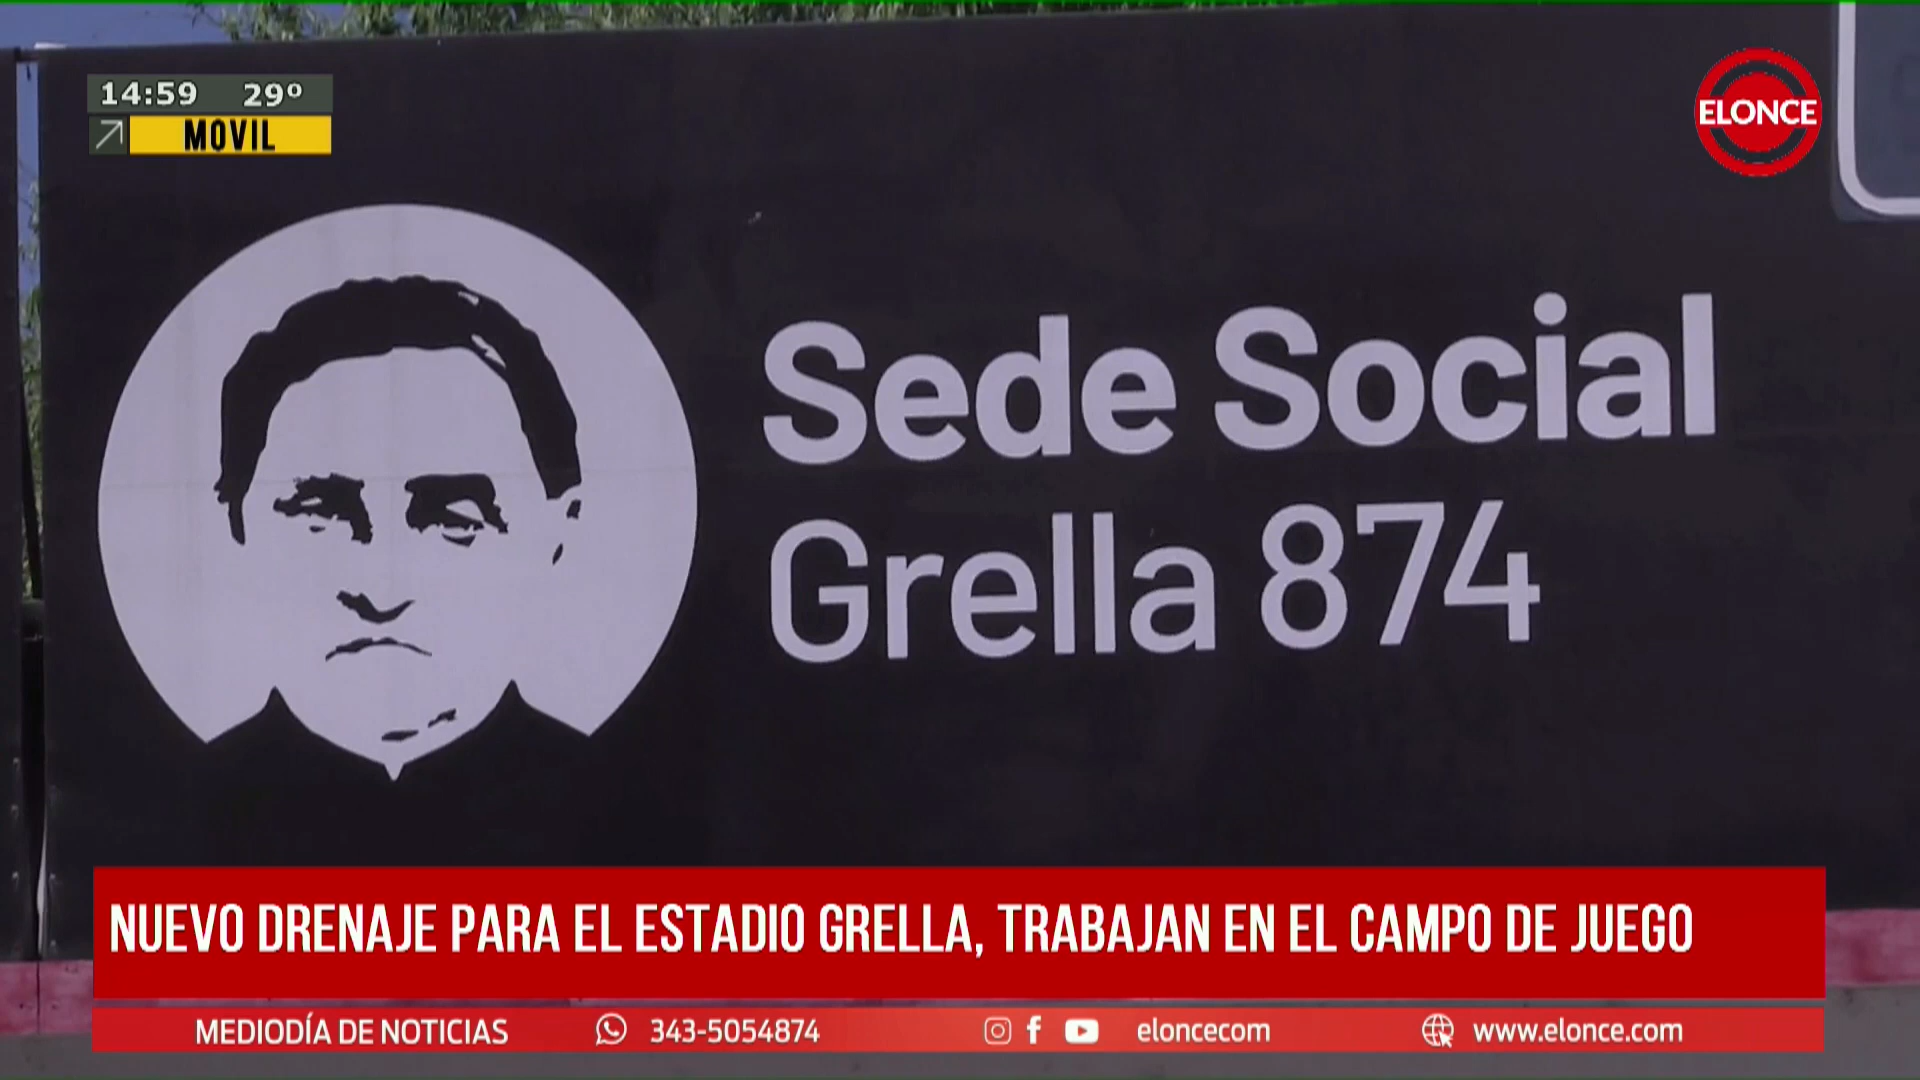 14:59 29º
MOVIL
ELONCE
Sede Social
Grella 874
NUEVO DRENAJE PARA EL ESTADIO GRELLA, TRABAJAN EN EL CAMPO DE JUEGO
MEDIODÍA DE NOTICIAS 343-5054874 eloncecom www.elonce.com